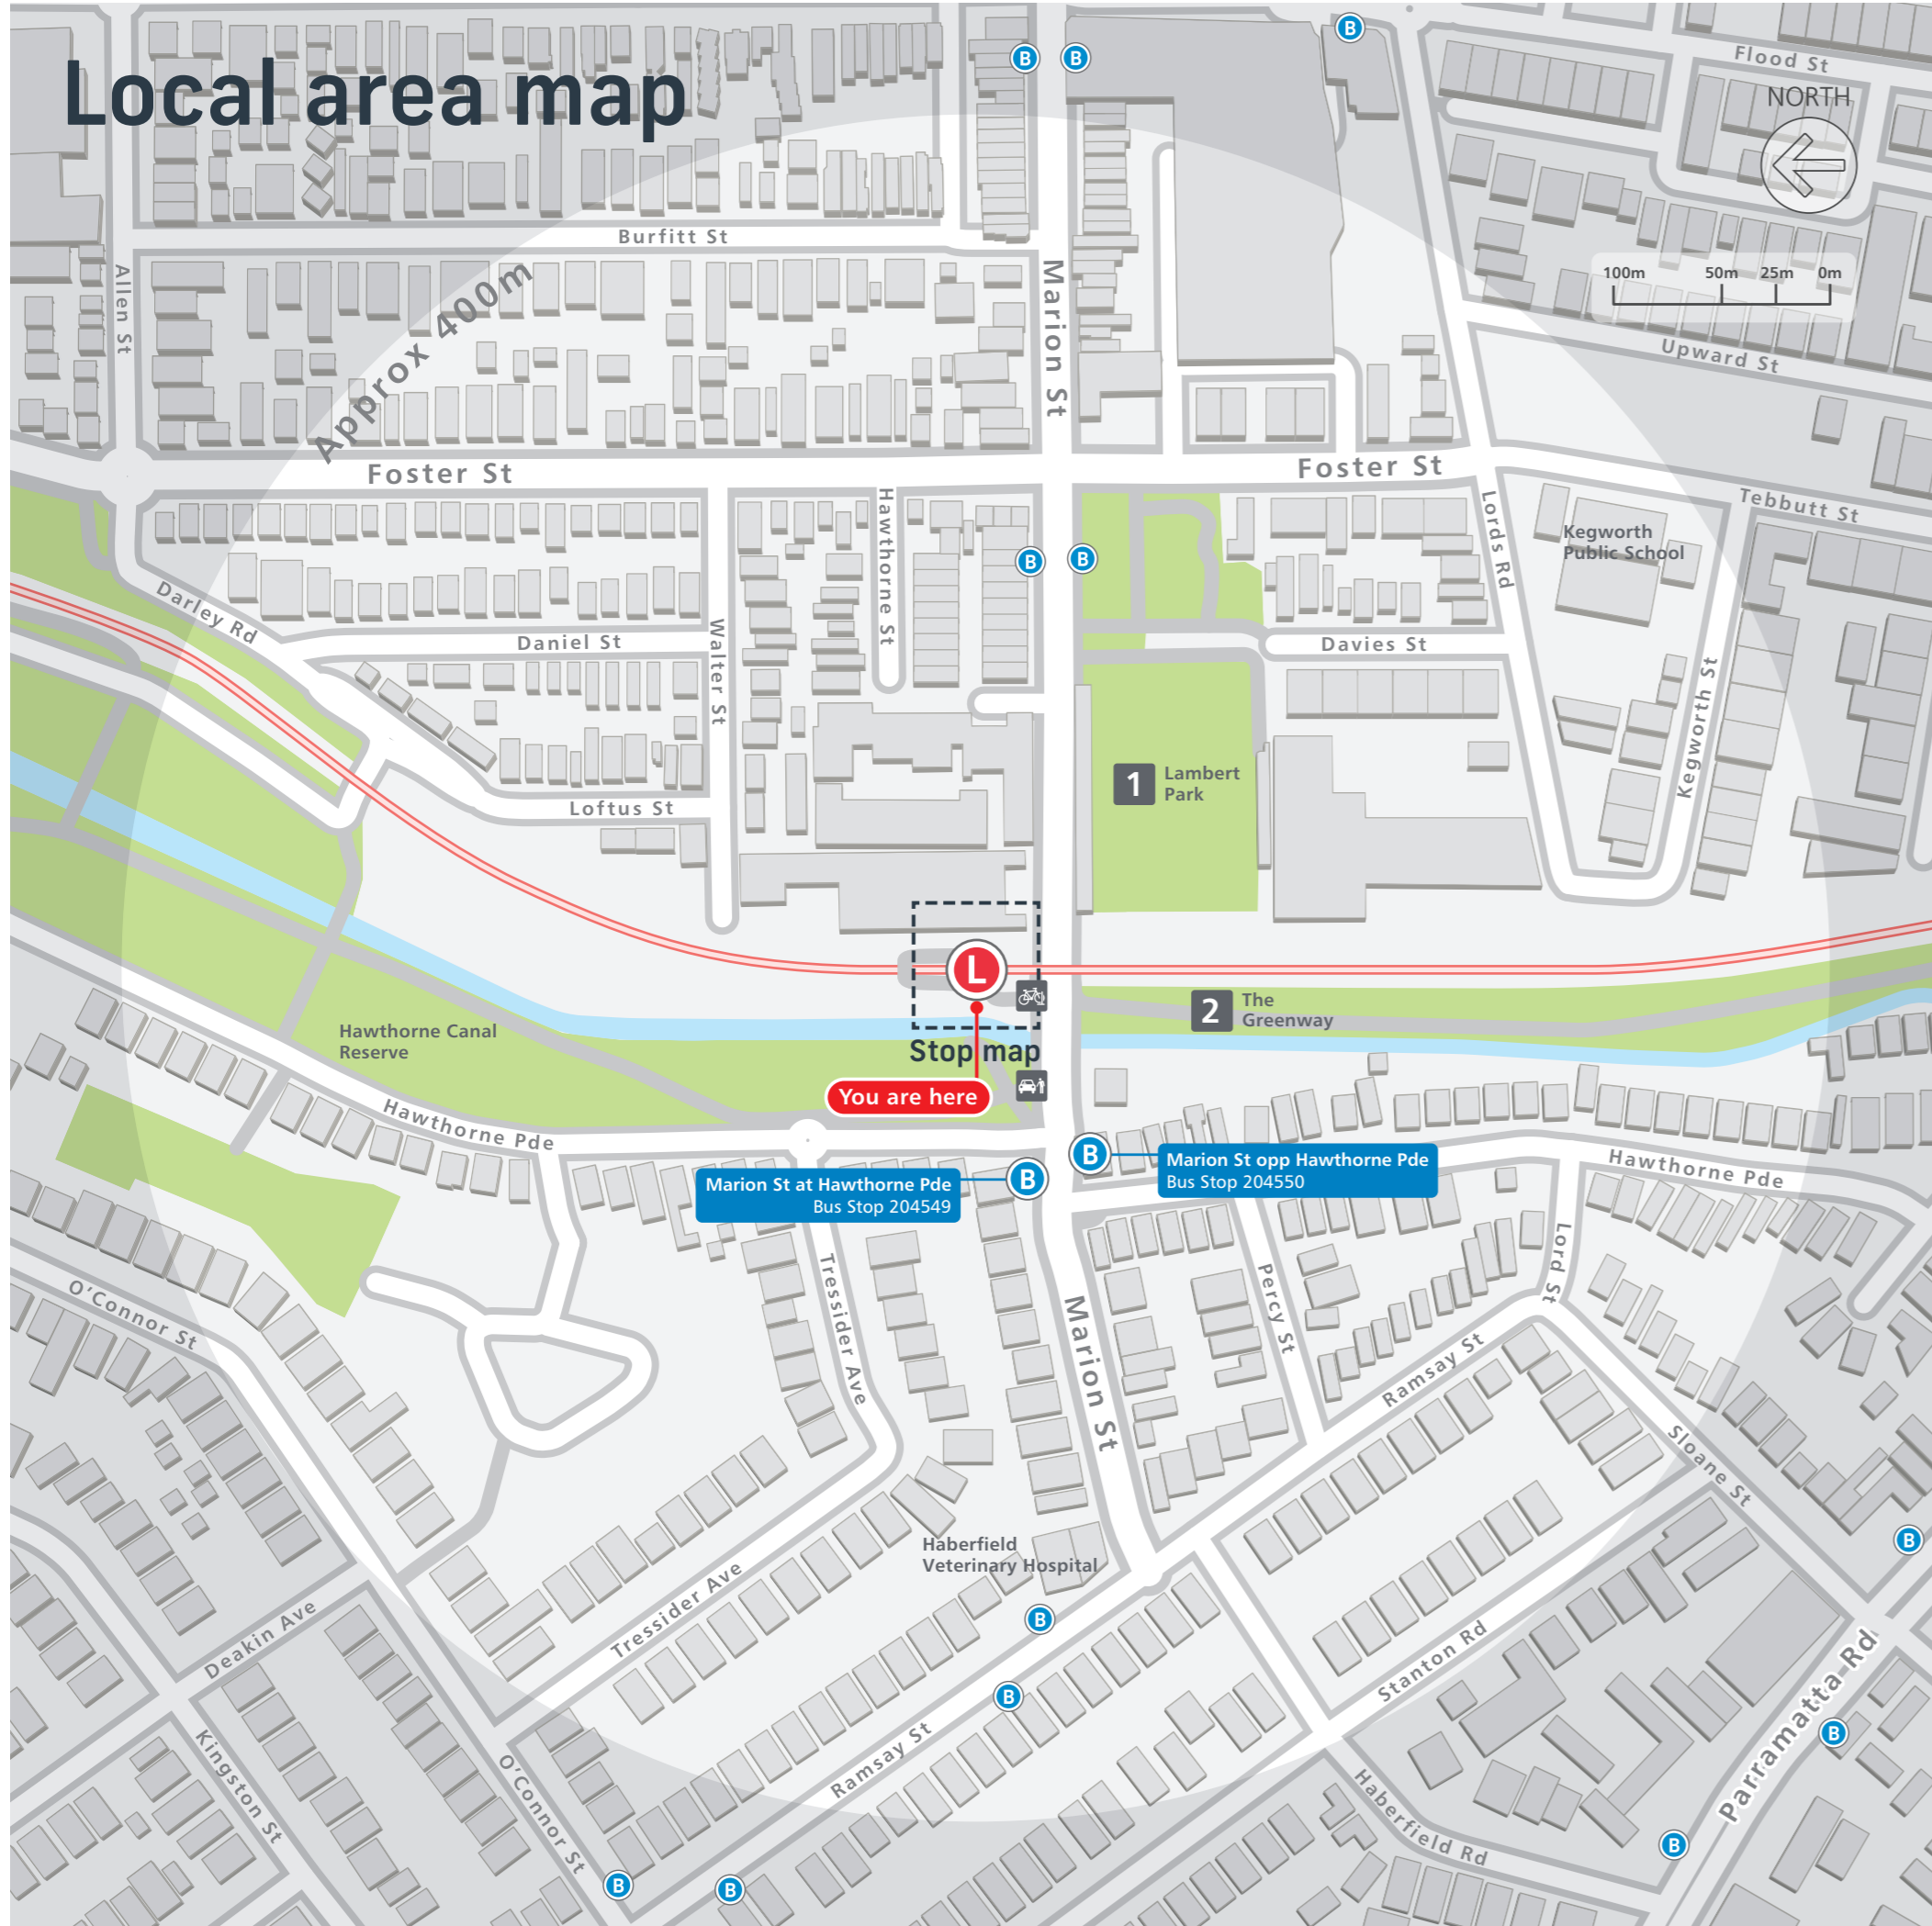 Local area map
Flood St
NORTH
B
B
B
Burfitt St
Allen St
Approx 400m
Marion St
100m 50m 25m 0m
Upward St
Foster St
Foster St
Tebbutt St
Hawthorne St
Lords Rd
Kegworth
Public School
B
B
Darley Rd
Daniel St
Walter St
Davies St
Kegworth St
1
Lambert
Park
Loftus St
L
2
The
Greenway
Hawthorne Canal
Reserve
Stop map
You are here
Hawthorne Pde
B
Marion St opp Hawthorne Pde
Bus Stop 204550
Hawthorne Pde
Marion St at Hawthorne Pde
Bus Stop 204549
B
O'Connor St
Tressider Ave
Percy St
Lord St
Marion St
Ramsay St
Sloane St
Haberfield
Veterinary Hospital
B
Tressider Ave
B
Deakin Ave
Stanton Rd
Parramatta Rd
B
B
Kingston St
O'Connor St
Ramsay St
Haberfield Rd
B
B
B